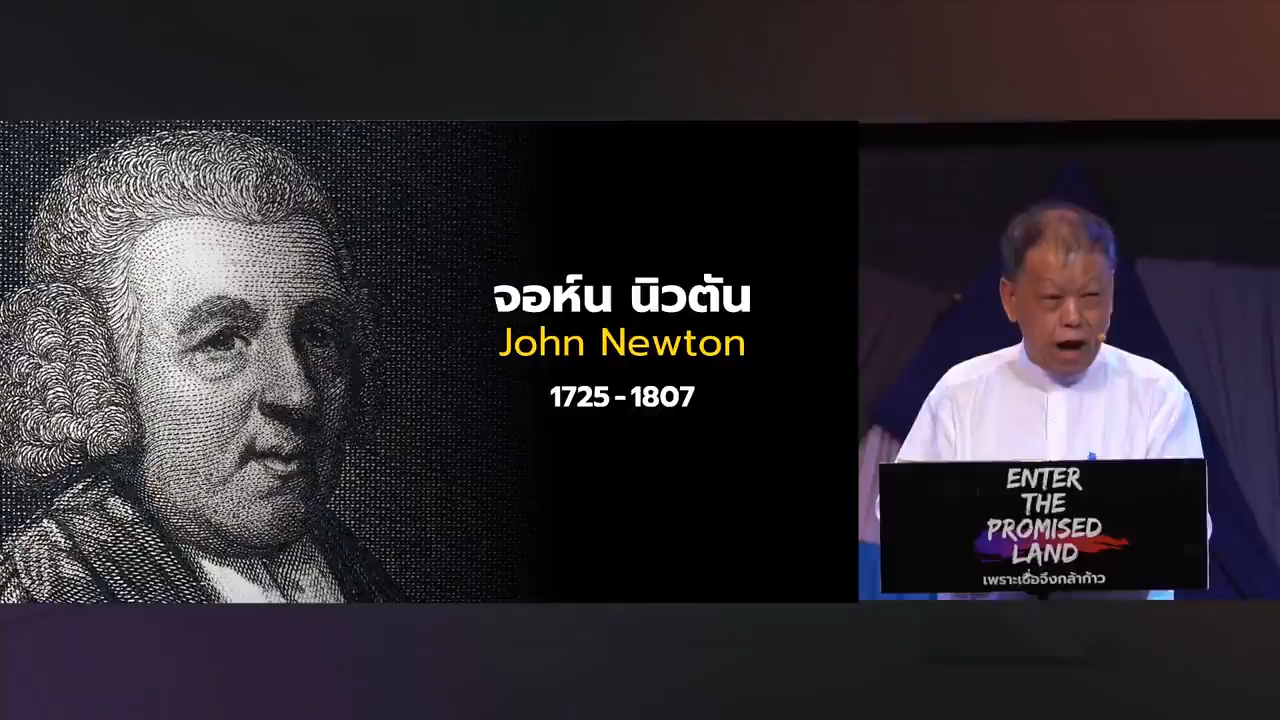 จอห์น นิวตัน
John Newton
1725 - 1807
ENTER
THE
PROMISED
LAND
เพราะเชื่อจึงกล้าก้าว